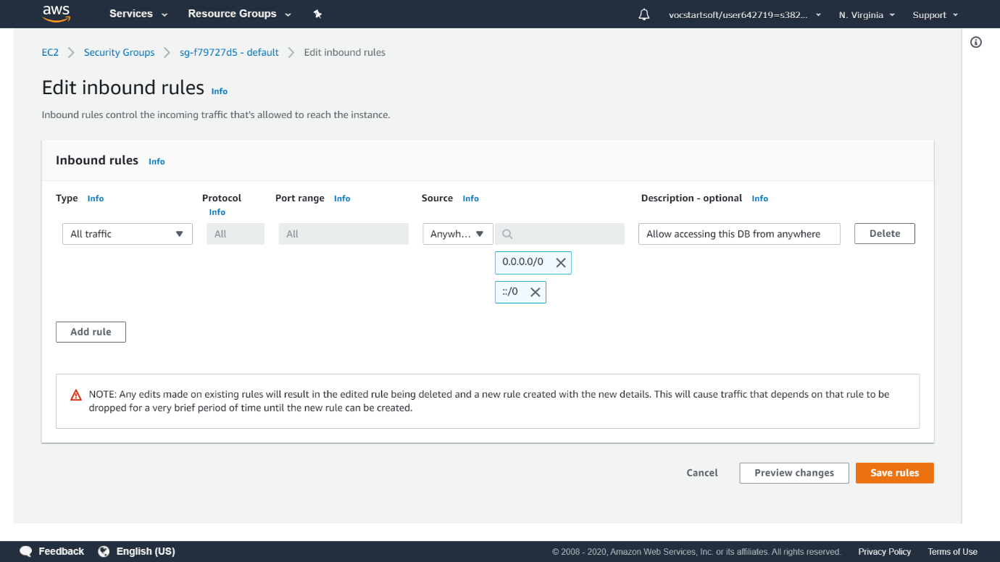 aws Services Resource Groups vocstartsoft/user642719=s382... N. Virginia Support
EC2 Security Groups sg-f79727d5 - default Edit inbound rules
Edit inbound rules Info
Inbound rules control the incoming traffic that's allowed to reach the instance.
Inbound rules Info
Type Info Protocol Info Port range Info Source Info Description - optional Info
All traffic All All Anywh... Allow accessing this DB from anywhere Delete
0.0.0.0/0
::/0
Add rule
NOTE: Any edits made on existing rules will result in the edited rule being deleted and a new rule created with the new details. This will cause traffic that depends on that rule to be
dropped for a very brief period of time until the new rule can be created.
Cancel Preview changes Save rules
Feedback English (US) © 2008 - 2020, Amazon Web Services, Inc. or its affiliates. All rights reserved. Privacy Policy Terms of Use